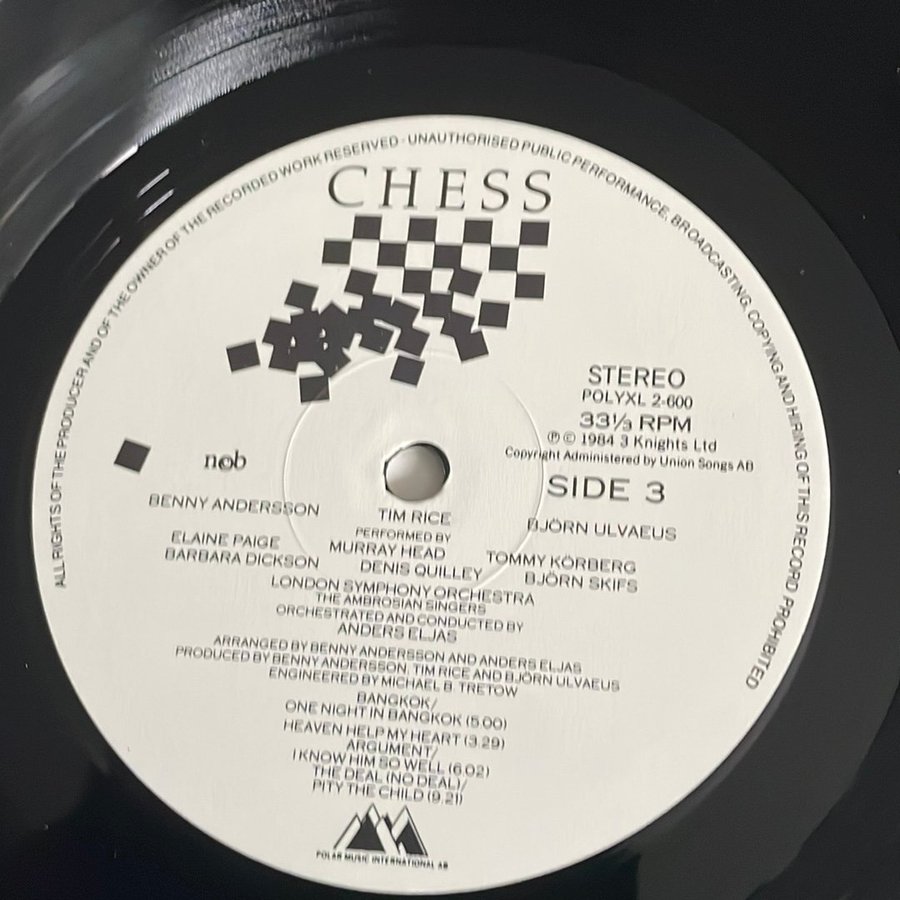 ALL RIGHTS OF THE PRODUCER AND OF THE OWNER OF THE RECORDED WORK RESERVED · UNAUTHORISED PUBLIC PERFORMANCE, BROADCASTING, COPYING AND HIRING OF THIS RECORD PROHIBITED
CHESS
STEREO
POLYXL 2-600
33⅓ RPM
℗ © 1984 3 Knights Ltd
Copyright Administered by Union Songs AB
n©b
SIDE 3
BENNY ANDERSSON TIM RICE BJÖRN ULVAEUS
PERFORMED BY
ELAINE PAIGE MURRAY HEAD TOMMY KÖRBERG
BARBARA DICKSON DENIS QUILLEY BJÖRN SKIFS
LONDON SYMPHONY ORCHESTRA
THE AMBROSIAN SINGERS
ORCHESTRATED AND CONDUCTED BY
ANDERS ELJAS
ARRANGED BY BENNY ANDERSSON AND ANDERS ELJAS
PRODUCED BY BENNY ANDERSSON, TIM RICE AND BJÖRN ULVAEUS
ENGINEERED BY MICHAEL B. TRETOW
BANGKOK/
ONE NIGHT IN BANGKOK (5.00)
HEAVEN HELP MY HEART (3.29)
ARGUMENT/
I KNOW HIM SO WELL (6.02)
THE DEAL (NO DEAL)/
PITY THE CHILD (9.21)
POLAR MUSIC INTERNATIONAL AB